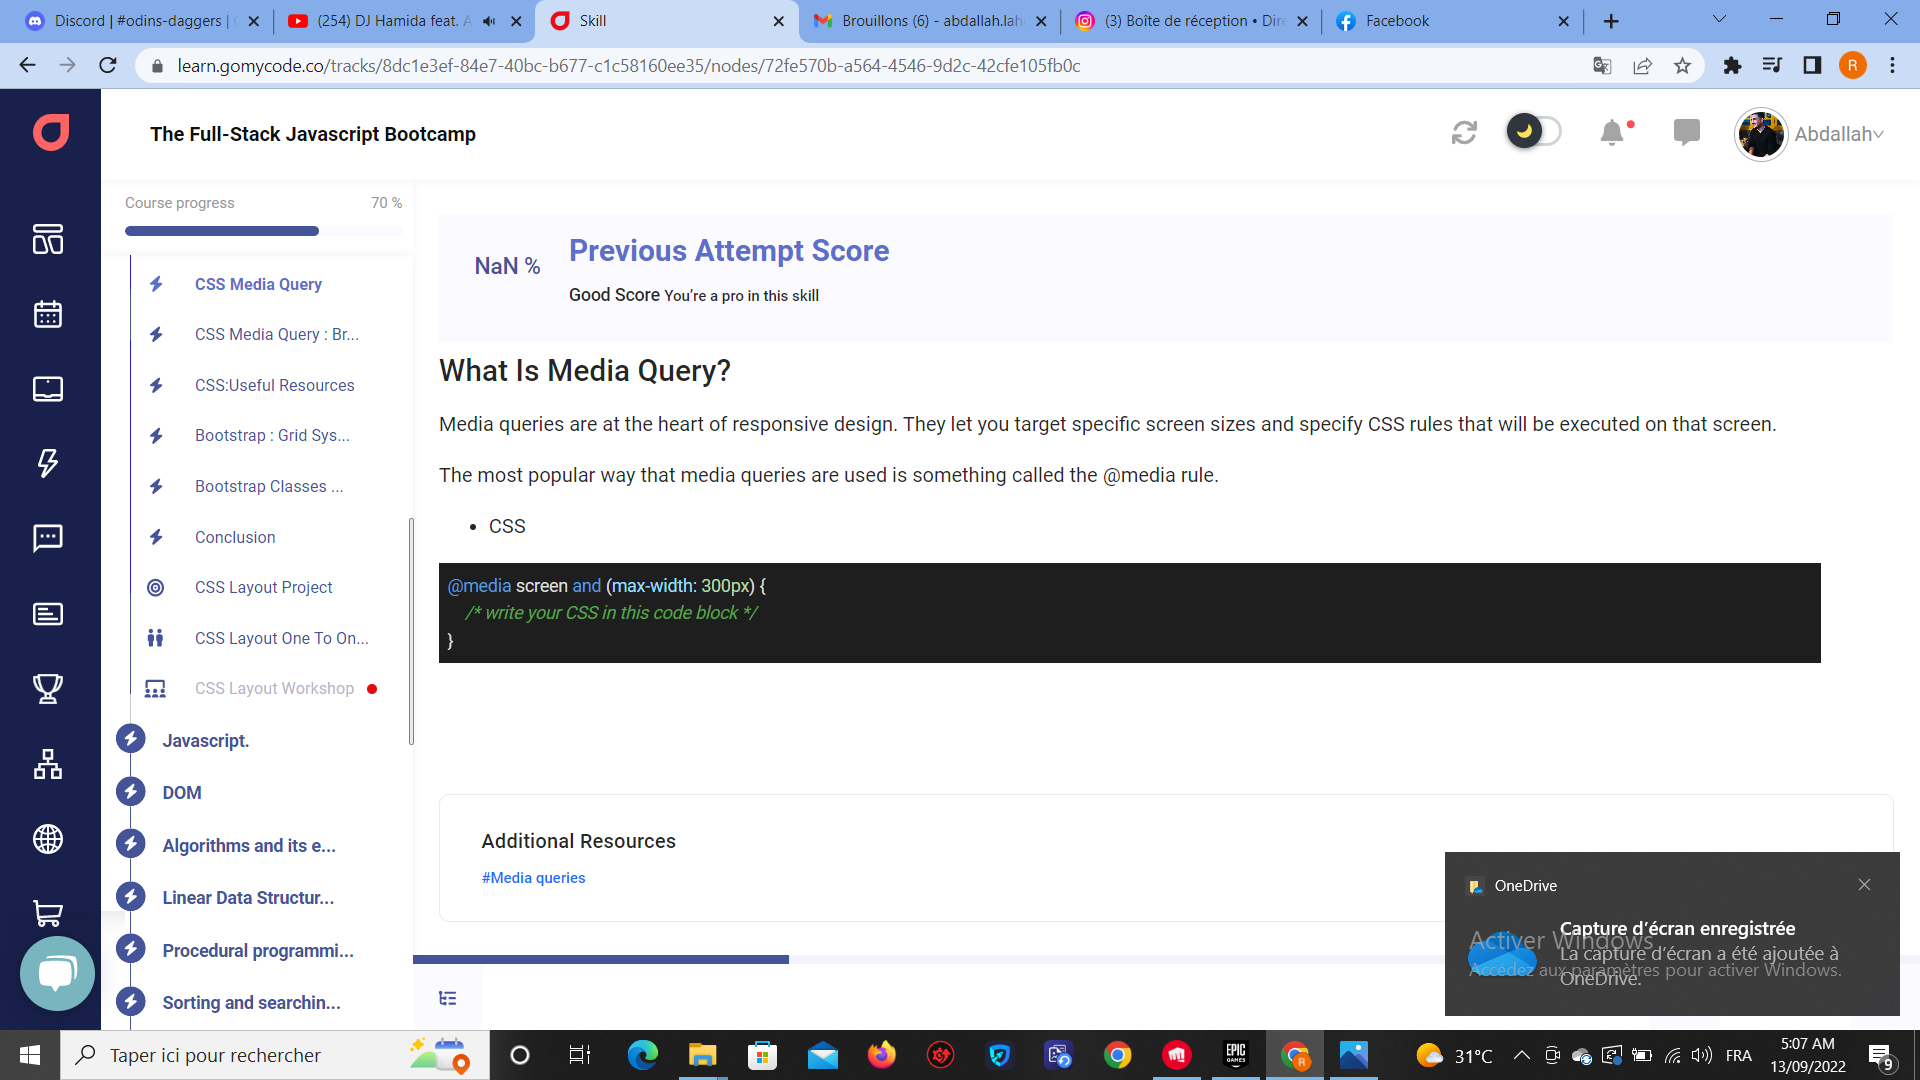 Discord | #odins-daggers |
(254) DJ Hamida feat. A
Skill
Brouillons (6) - abdallah.lah
(3) Boîte de réception • Dire
Facebook
learn.gomycode.co/tracks/8dc1e3ef-84e7-40bc-b677-c1c58160ee35/nodes/72fe570b-a564-4546-9d2c-42cfe105fb0c
R
The Full-Stack Javascript Bootcamp
Abdallah
Course progress
70 %
CSS Media Query
CSS Media Query : Br...
CSS:Useful Resources
Bootstrap : Grid Sys...
Bootstrap Classes ...
Conclusion
CSS Layout Project
CSS Layout One To On...
CSS Layout Workshop
Javascript.
DOM
Algorithms and its e...
Linear Data Structur...
Procedural programmi...
Sorting and searchin...
NaN %
Previous Attempt Score
Good Score You're a pro in this skill
What Is Media Query?
Media queries are at the heart of responsive design. They let you target specific screen sizes and specify CSS rules that will be executed on that screen.
The most popular way that media queries are used is something called the @media rule.
• CSS
@media screen and (max-width: 300px) {
/* write your CSS in this code block */
}
Additional Resources
#Media queries
OneDrive
Capture d'écran enregistrée
La capture d'écran a été ajoutée à
OneDrive.
Activer Windows
Accédez aux paramètres pour activer Windows.
Taper ici pour rechercher
EPIC
GAMES
R
31°C
FRA
5:07 AM
13/09/2022
9